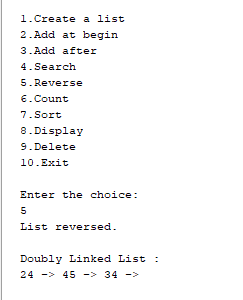 1.Create a list
2.Add at begin
3.Add after
4.Search
5.Reverse
6.Count
7.Sort
8.Display
9.Delete
10.Exit
Enter the choice:
5
List reversed.
Doubly Linked List :
24 -> 45 -> 34 ->